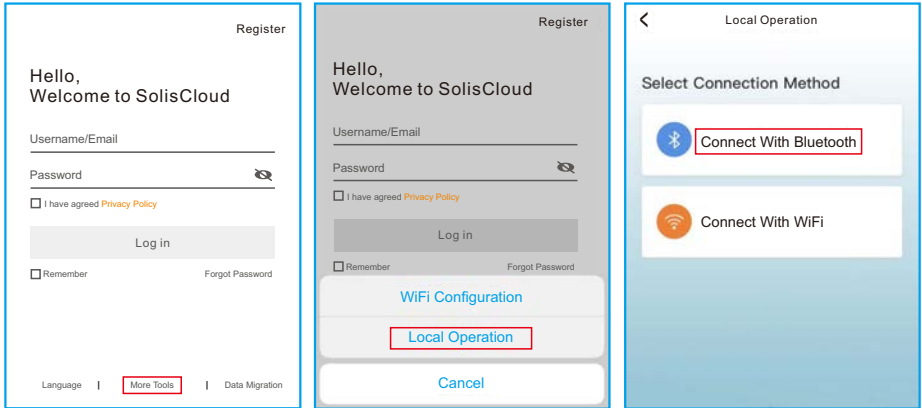 Register
Hello,
Welcome to SolisCloud
Username/Email
Password
I have agreed Privacy Policy
Log in
Remember Forgot Password
Language | More Tools | Data Migration
Register
Hello,
Welcome to SolisCloud
Username/Email
Password
I have agreed Privacy Policy
Log in
Remember Forgot Password
WiFi Configuration
Local Operation
Cancel
Local Operation
Select Connection Method
Connect With Bluetooth
Connect With WiFi